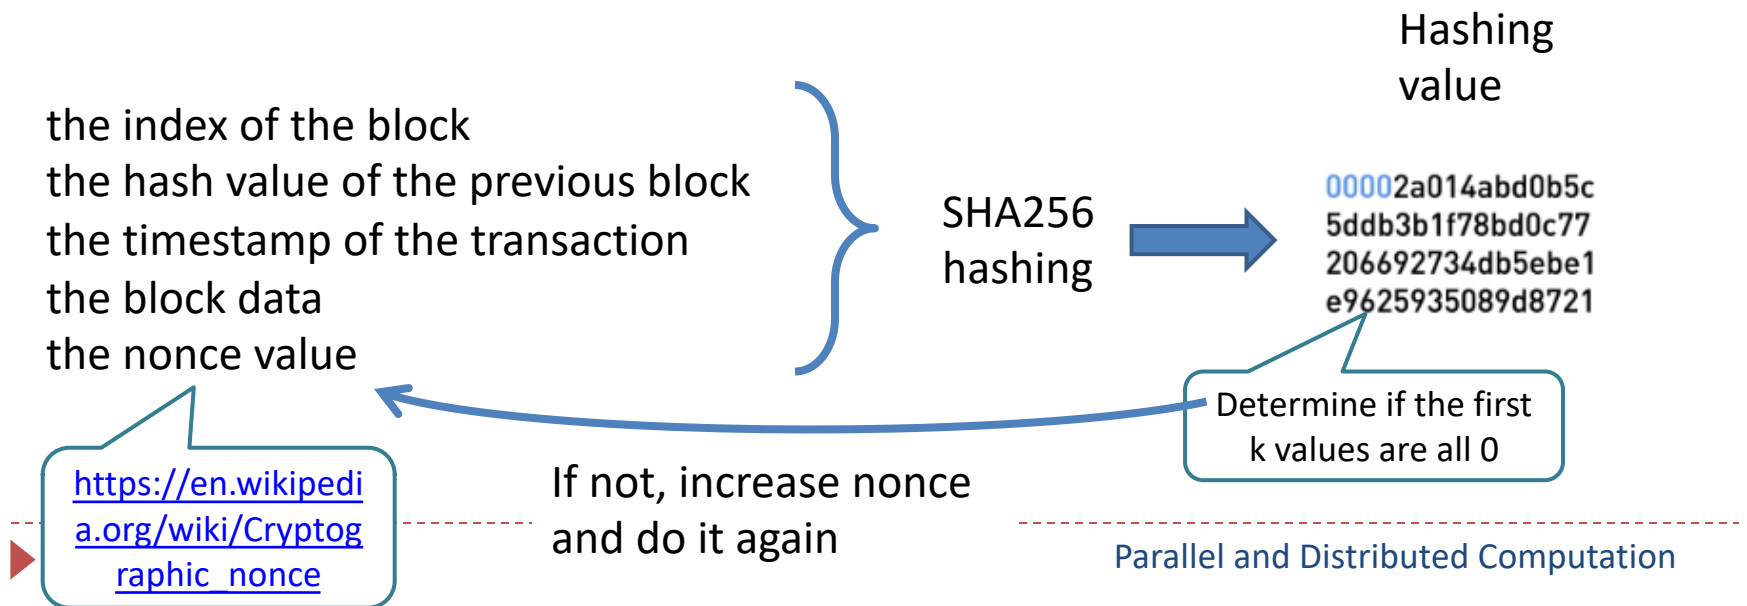 Hashing
value
the index of the block
the hash value of the previous block
the timestamp of the transaction
the block data
the nonce value
SHA256
hashing
00002a014abd0b5c
5ddb3b1f78bd0c77
206692734db5ebe1
e9625935089d8721
Determine if the first
k values are all 0
If not, increase nonce
and do it again
https://en.wikipedi
a.org/wiki/Cryptog
raphic_nonce
Parallel and Distributed Computation